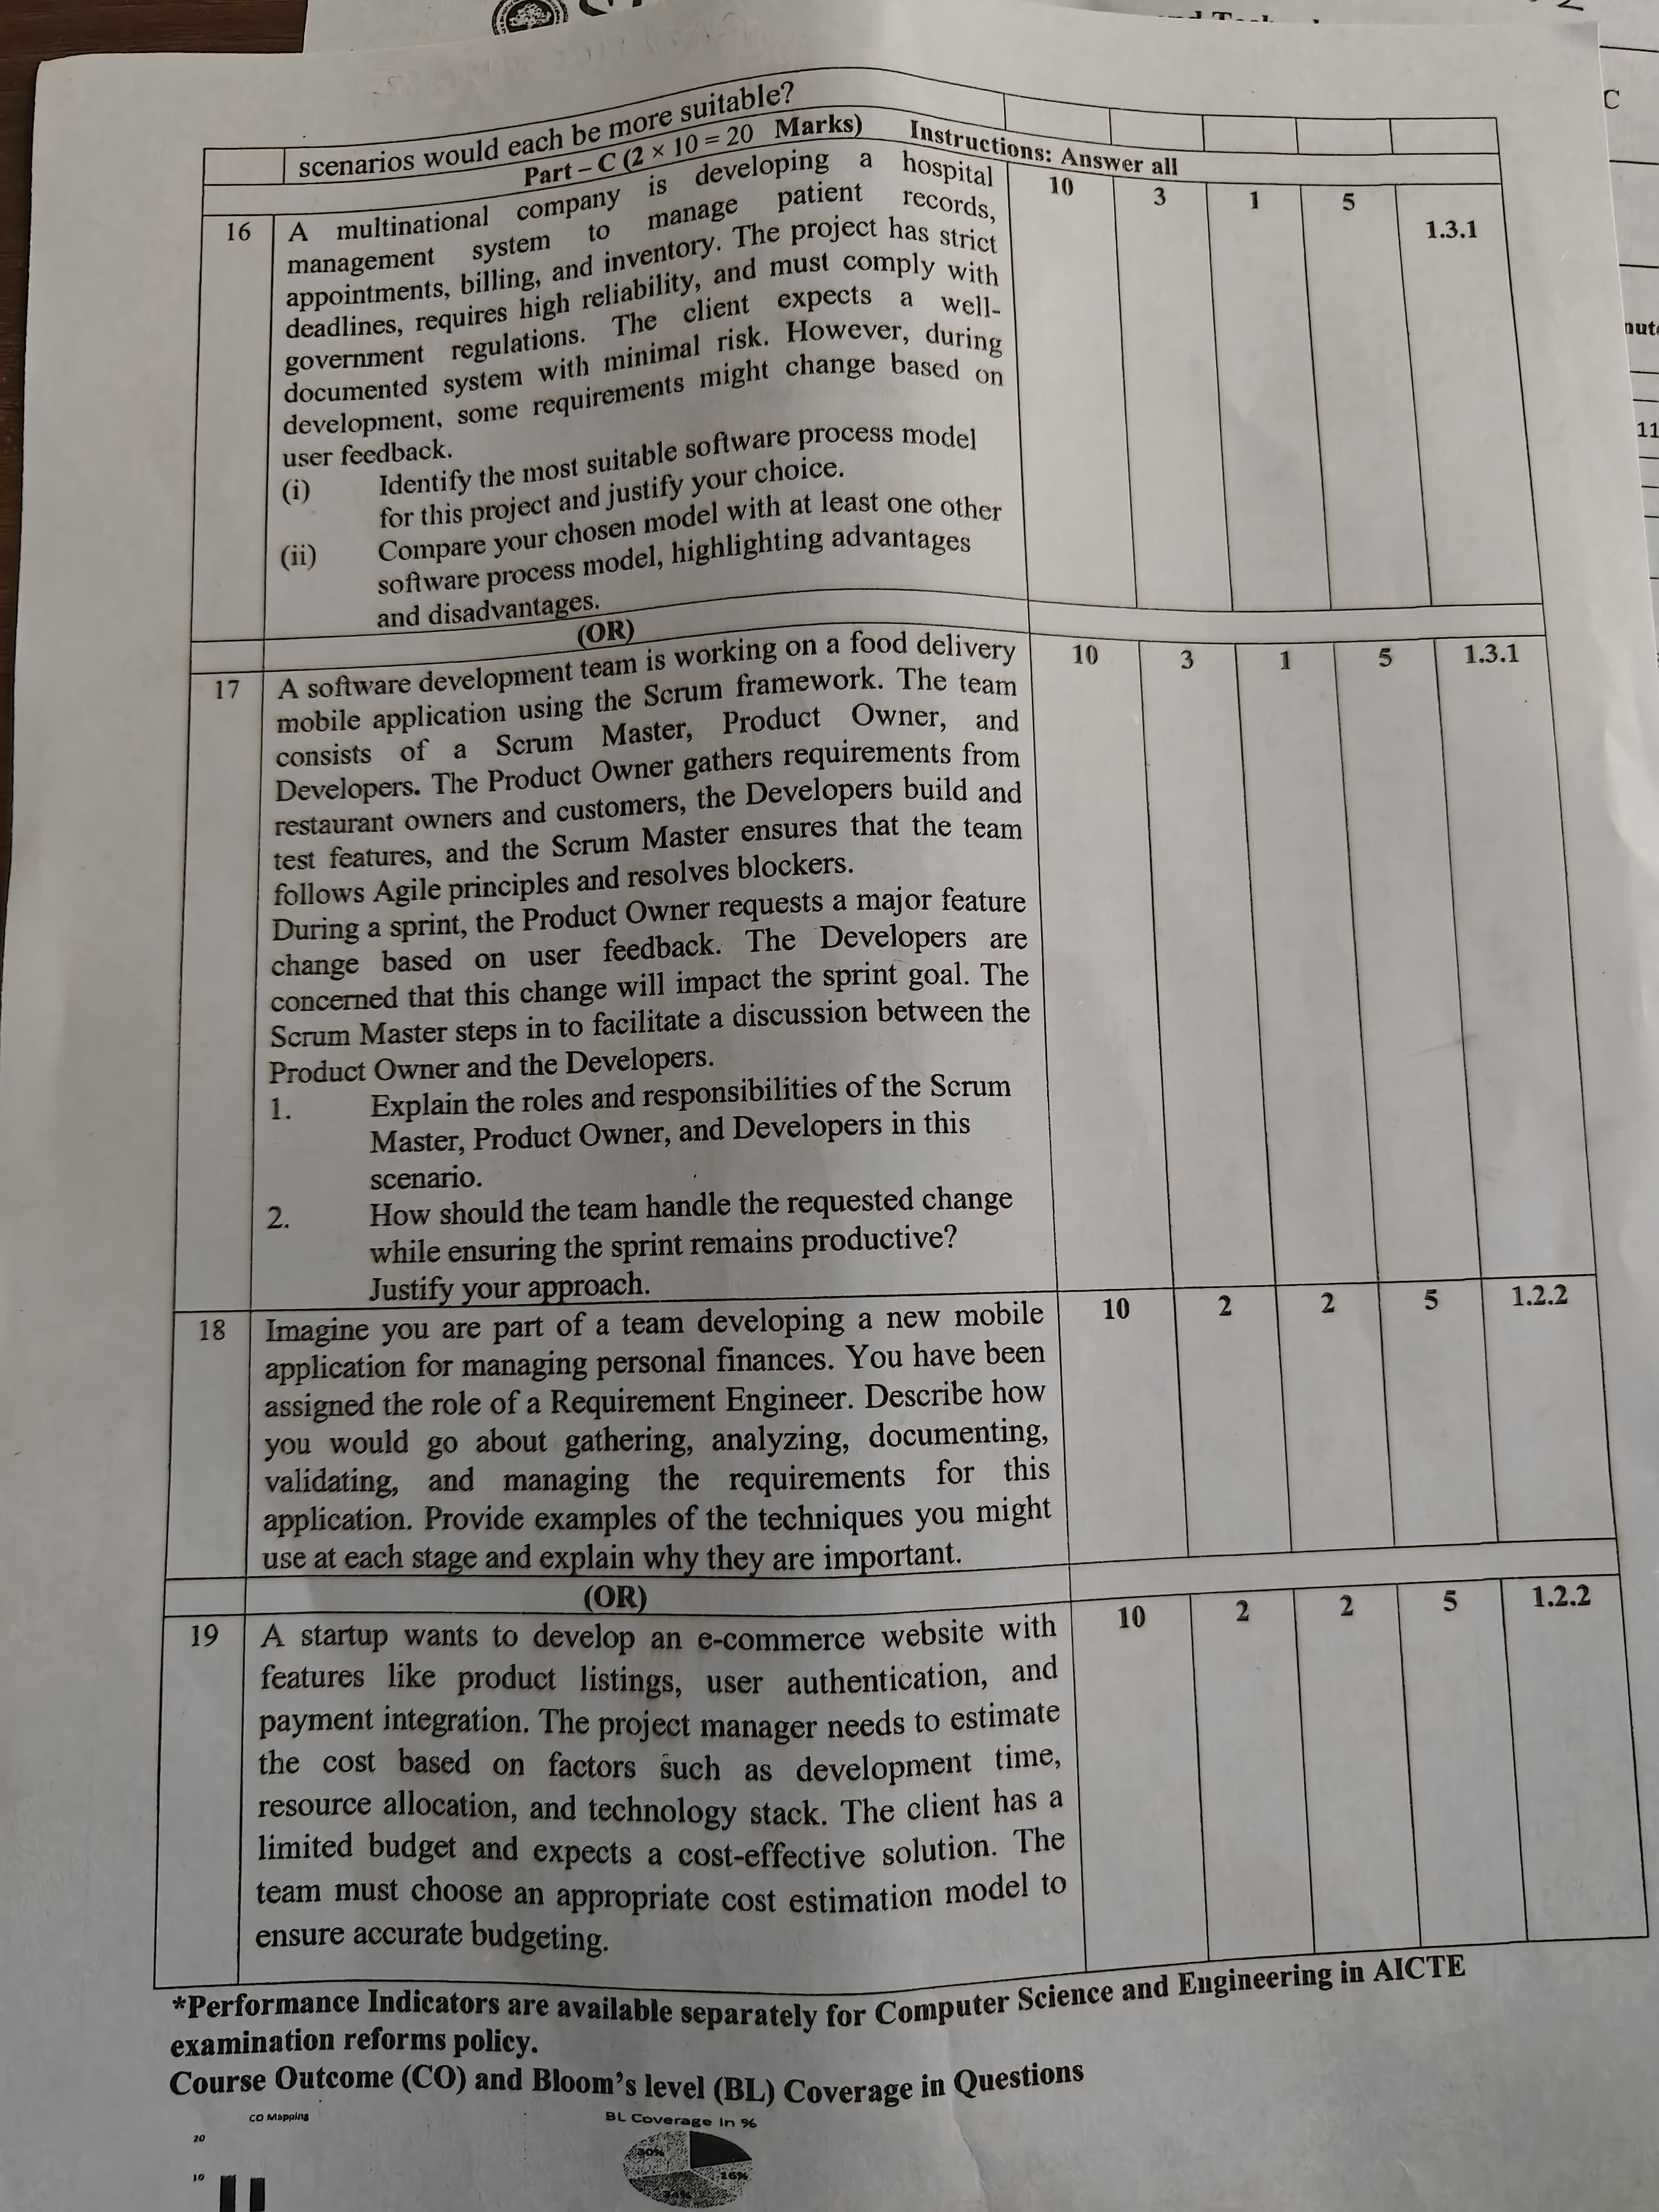 scenarios would each be more suitable?
Part – C (2 × 10 = 20 Marks) Instructions: Answer all
16 A multinational company is developing a hospital 10 3 1 5 1.3.1
management system to manage patient records,
appointments, billing, and inventory. The project has strict
deadlines, requires high reliability, and must comply with
government regulations. The client expects a well-
documented system with minimal risk. However, during
development, some requirements might change based on
user feedback.
(i) Identify the most suitable software process model
for this project and justify your choice.
(ii) Compare your chosen model with at least one other
software process model, highlighting advantages
and disadvantages.
(OR)
17 A software development team is working on a food delivery 10 3 1 5 1.3.1
mobile application using the Scrum framework. The team
consists of a Scrum Master, Product Owner, and
Developers. The Product Owner gathers requirements from
restaurant owners and customers, the Developers build and
test features, and the Scrum Master ensures that the team
follows Agile principles and resolves blockers.
During a sprint, the Product Owner requests a major feature
change based on user feedback. The Developers are
concerned that this change will impact the sprint goal. The
Scrum Master steps in to facilitate a discussion between the
Product Owner and the Developers.
1. Explain the roles and responsibilities of the Scrum
Master, Product Owner, and Developers in this
scenario.
2. How should the team handle the requested change
while ensuring the sprint remains productive?
Justify your approach.
18 Imagine you are part of a team developing a new mobile 10 2 2 5 1.2.2
application for managing personal finances. You have been
assigned the role of a Requirement Engineer. Describe how
you would go about gathering, analyzing, documenting,
validating, and managing the requirements for this
application. Provide examples of the techniques you might
use at each stage and explain why they are important.
(OR)
19 A startup wants to develop an e-commerce website with 10 2 2 5 1.2.2
features like product listings, user authentication, and
payment integration. The project manager needs to estimate
the cost based on factors such as development time,
resource allocation, and technology stack. The client has a
limited budget and expects a cost-effective solution. The
team must choose an appropriate cost estimation model to
ensure accurate budgeting.
*Performance Indicators are available separately for Computer Science and Engineering in AICTE
examination reforms policy.
Course Outcome (CO) and Bloom's level (BL) Coverage in Questions
CO Mapping
BL Coverage in %
20
30%
10
16%
C
11